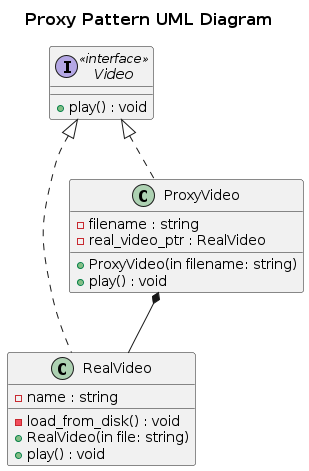 Proxy Pattern UML Diagram
I
«interface»
Video
play() : void
C ProxyVideo
filename : string
real_video_ptr : RealVideo
ProxyVideo(in filename: string)
play() : void
C RealVideo
name : string
load_from_disk() : void
RealVideo(in file: string)
play() : void